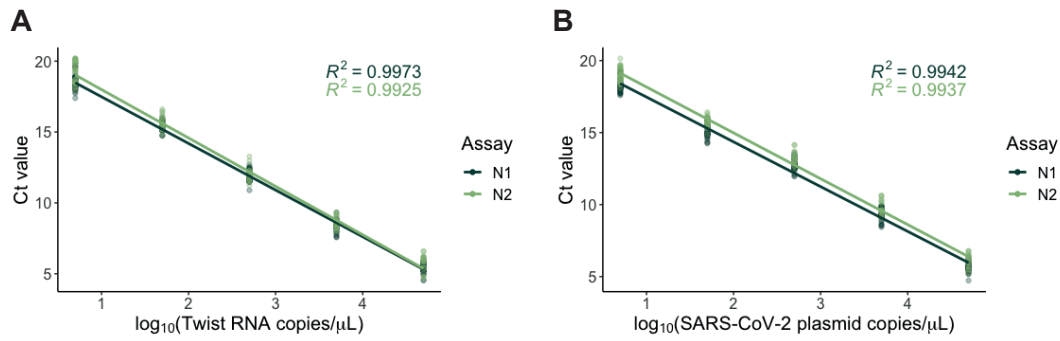 A
20
15
10
5
Ct value
R² = 0.9973
R² = 0.9925
1 2 3 4
log₁₀(Twist RNA copies/μL)
Assay
N1
N2
B
20
15
10
5
Ct value
R² = 0.9942
R² = 0.9937
1 2 3 4
log₁₀(SARS-CoV-2 plasmid copies/μL)
Assay
N1
N2